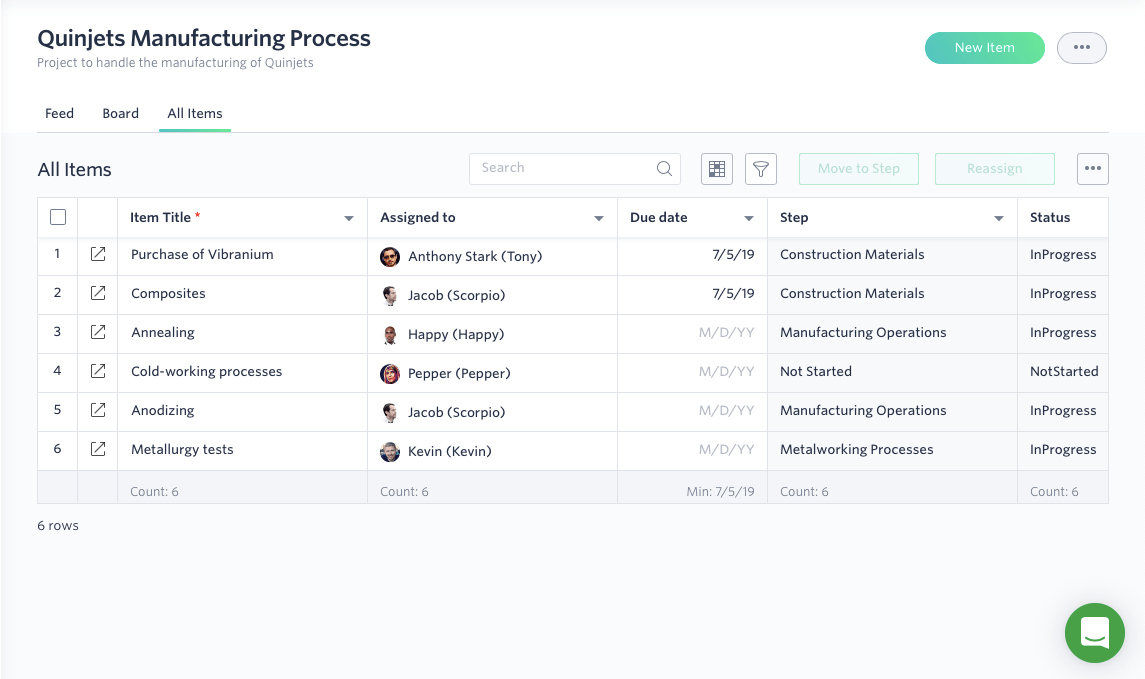 Quinjets Manufacturing Process
Project to handle the manufacturing of Quinjets
New Item
Feed Board All Items
All Items
Search
Move to Step
Reassign
Item Title * Assigned to Due date Step Status
1 Purchase of Vibranium Anthony Stark (Tony) 7/5/19 Construction Materials InProgress
2 Composites Jacob (Scorpio) 7/5/19 Construction Materials InProgress
3 Annealing Happy (Happy) M/D/YY Manufacturing Operations InProgress
4 Cold-working processes Pepper (Pepper) M/D/YY Not Started NotStarted
5 Anodizing Jacob (Scorpio) M/D/YY Manufacturing Operations InProgress
6 Metallurgy tests Kevin (Kevin) M/D/YY Metalworking Processes InProgress
Count: 6 Count: 6 Min: 7/5/19 Count: 6 Count: 6
6 rows